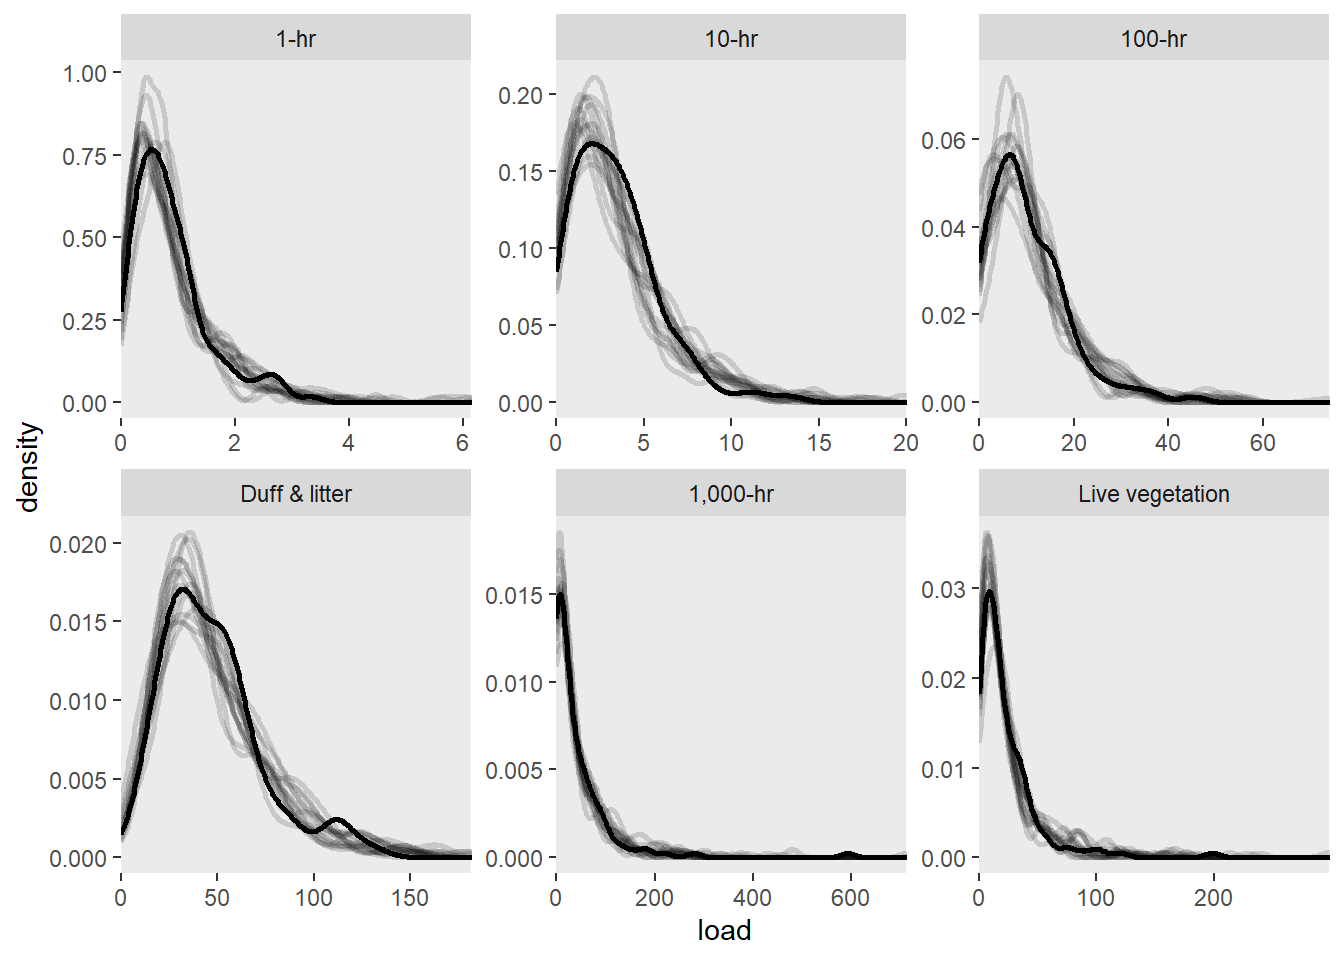 1-hr
10-hr
100-hr
1.00
0.75
0.50
0.25
0.00
0.20
0.15
0.10
0.05
0.00
0.06
0.04
0.02
0.00
0 2 4 6
0 5 10 15 20
0 20 40 60
density
Duff & litter
1,000-hr
Live vegetation
0.020
0.015
0.010
0.005
0.000
0.015
0.010
0.005
0.000
0.03
0.02
0.01
0.00
0 50 100 150
0 200 400 600
0 100 200
load